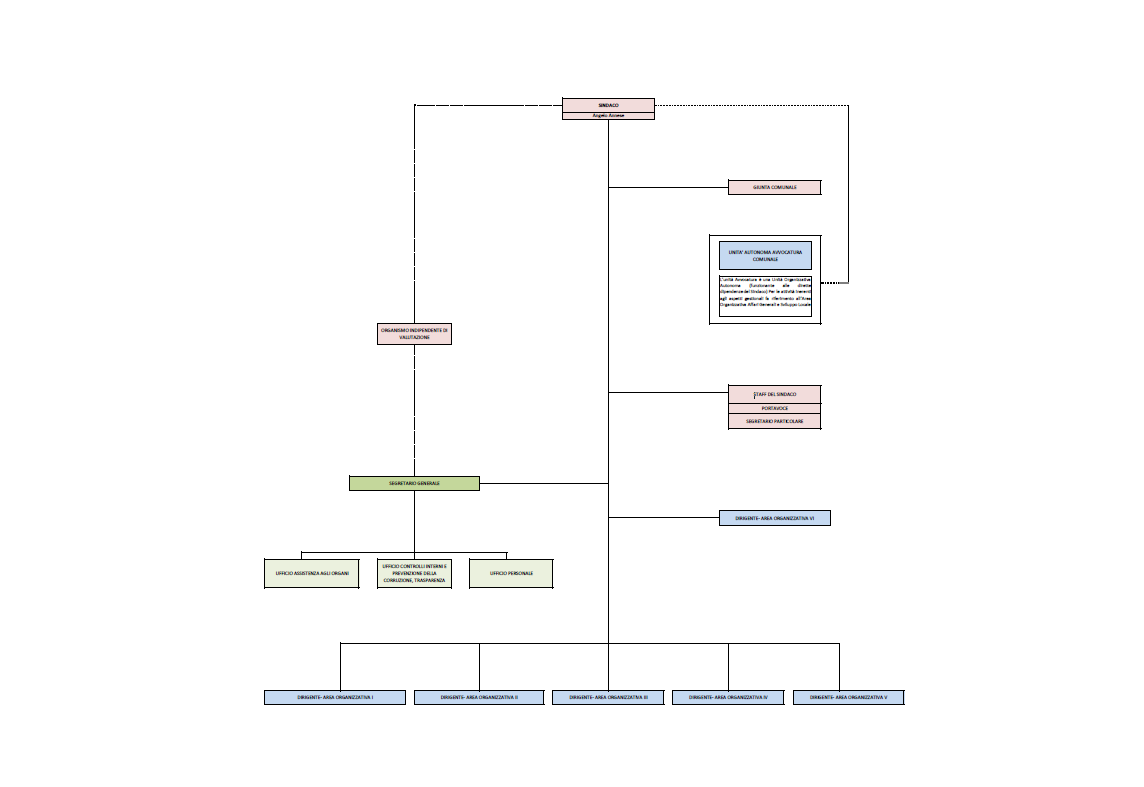 SINDACO
Angelo Annese
GIUNTA COMUNALE
UNITA' AUTONOMA AVVOCATURA
COMUNALE
L'unità Avvocatura è una Unità Organizzativa
Autonoma (funzionante alle dirette
dipendenze del Sindaco) Per le attività inerenti
agli aspetti gestionali fa riferimento all'Area
Organizzativa Affari Generali e Sviluppo Locale
ORGANISMO INDIPENDENTE DI
VALUTAZIONE
STAFF DEL SINDACO
PORTAVOCE
SEGRETARIO PARTICOLARE
SEGRETARIO GENERALE
DIRIGENTE- AREA ORGANIZZATIVA VI
UFFICIO ASSISTENZA AGLI ORGANI
UFFICIO CONTROLLI INTERNI E
PREVENZIONE DELLA
CORRUZIONE, TRASPARENZA
UFFICIO PERSONALE
DIRIGENTE- AREA ORGANIZZATIVA I
DIRIGENTE- AREA ORGANIZZATIVA II
DIRIGENTE- AREA ORGANIZZATIVA III
DIRIGENTE- AREA ORGANIZZATIVA IV
DIRIGENTE- AREA ORGANIZZATIVA V